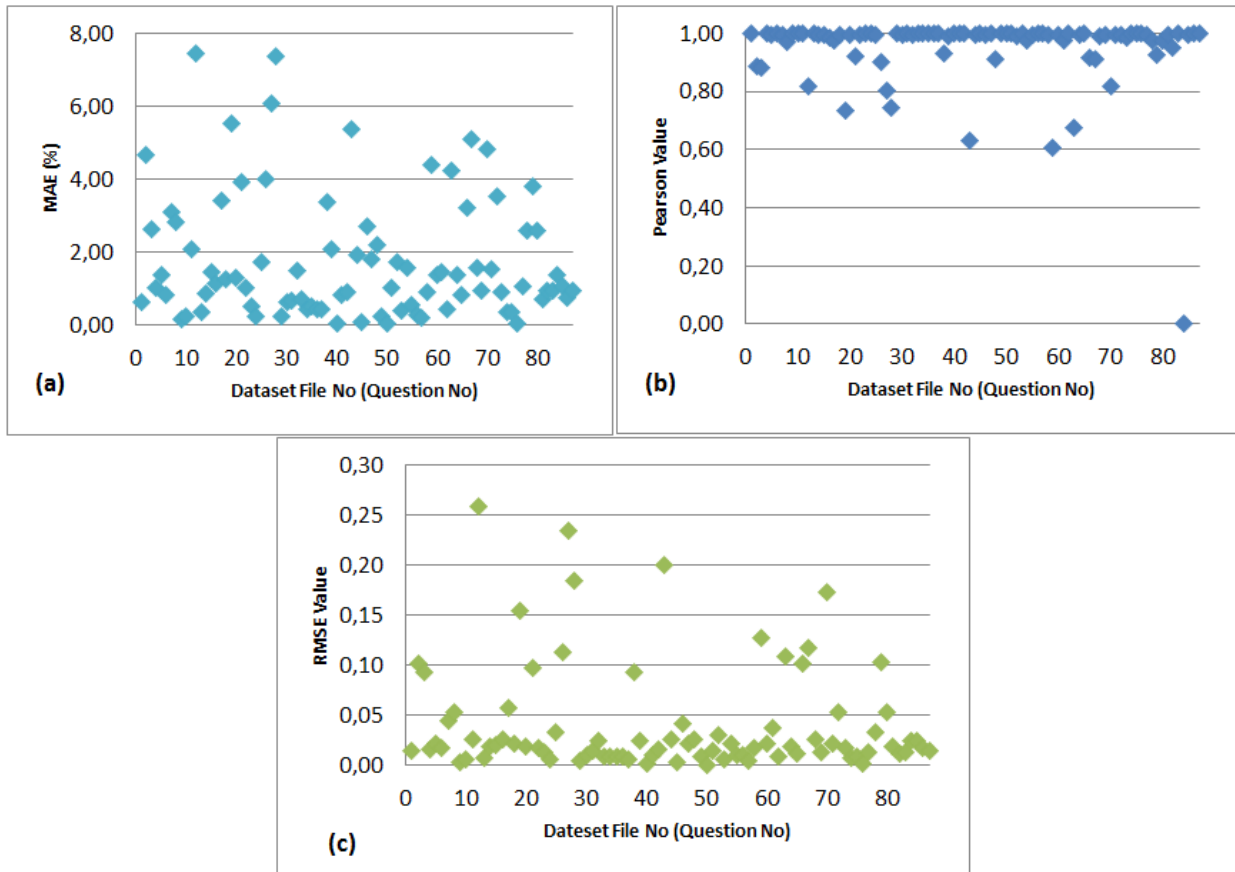 8,00
6,00
4,00
2,00
0,00
MAE (%)
0 10 20 30 40 50 60 70 80
Dataset File No (Question No)
(a)
1,00
0,80
0,60
0,40
0,20
0,00
Pearson Value
0 10 20 30 40 50 60 70 80
Dataset File No (Question No)
(b)
0,30
0,25
0,20
0,15
0,10
0,05
0,00
RMSE Value
0 10 20 30 40 50 60 70 80
Dateset File No (Question No)
(c)